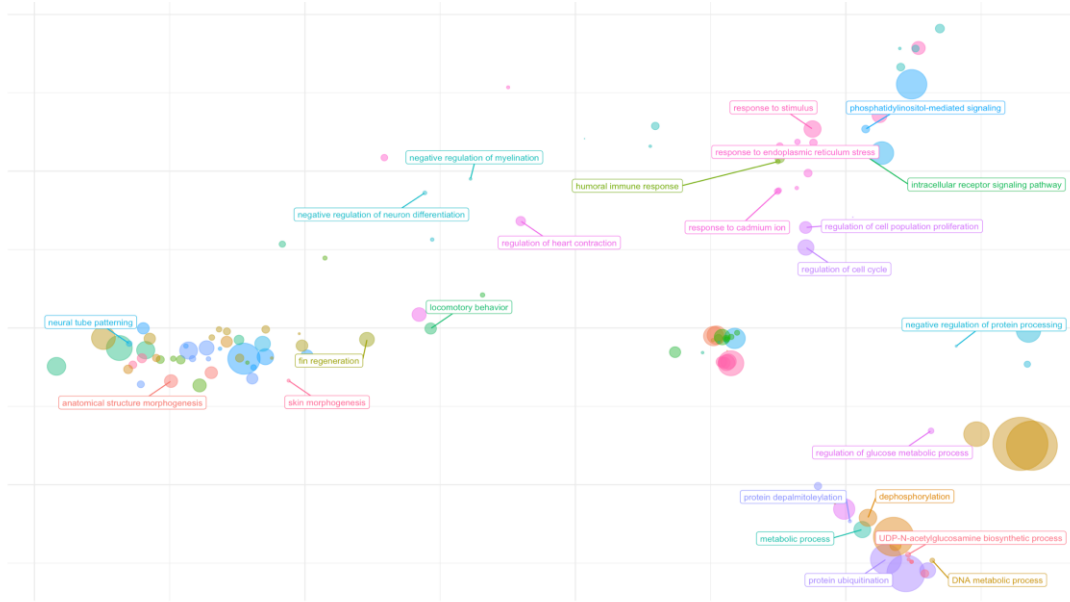 response to stimulus
phosphatidylinositol-mediated signaling
response to endoplasmic reticulum stress
negative regulation of myelination
humoral immune response
intracellular receptor signaling pathway
negative regulation of neuron differentiation
regulation of cell population proliferation
response to cadmium ion
regulation of heart contraction
regulation of cell cycle
locomotory behavior
neural tube patterning
negative regulation of protein processing
fin regeneration
anatomical structure morphogenesis
skin morphogenesis
regulation of glucose metabolic process
protein depalmitoleylation
dephosphorylation
metabolic process
UDP-N-acetylglucosamine biosynthetic process
protein ubiquitination
DNA metabolic process